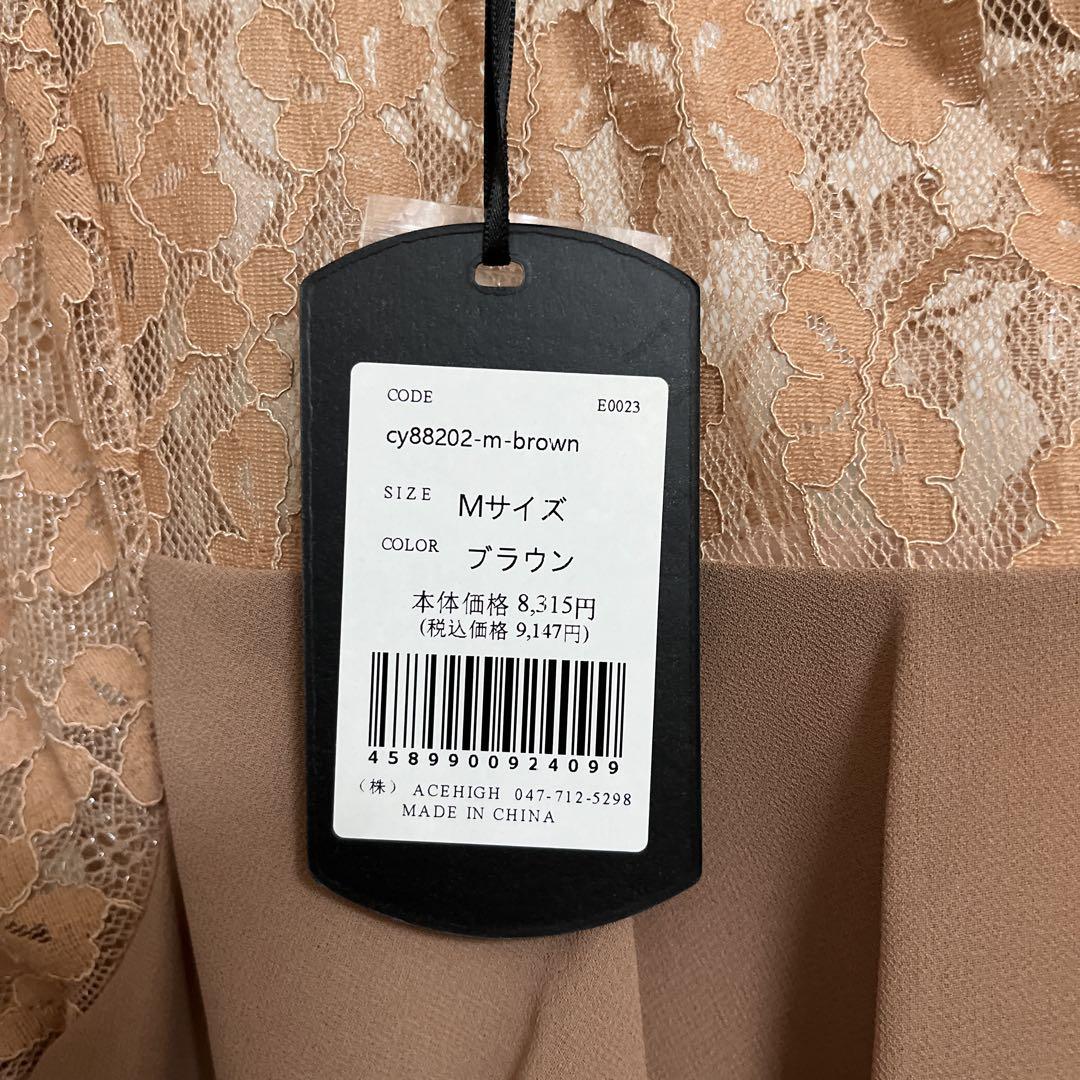 CODE
E0023
cy88202-m-brown
SIZE Mサイズ
COLOR ブラウン
本体価格 8,315円
(税込価格 9,147円)
4589900924099
(株) ACEHIGH 047-712-5298
MADE IN CHINA